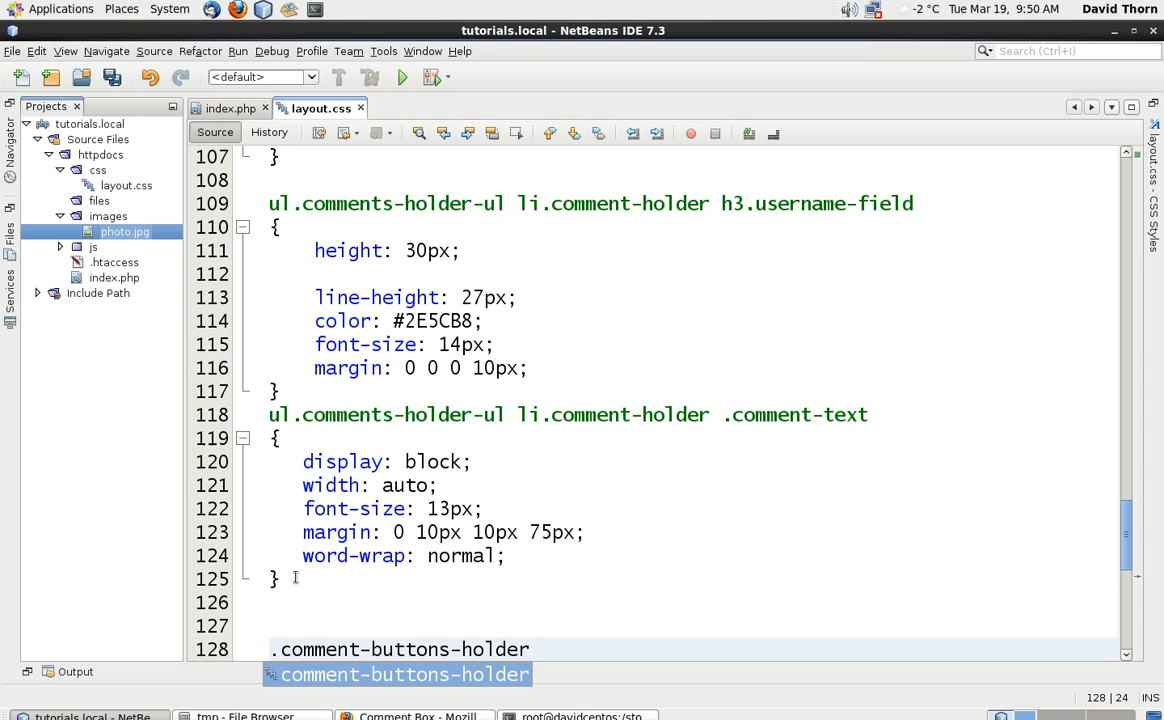 Applications Places System -2 °C Tue Mar 19, 9:50 AM David Thorn
tutorials.local - NetBeans IDE 7.3
File Edit View Navigate Source Refactor Run Debug Profile Team Tools Window Help Search (Ctrl+I)
<default>
Projects index.php layout.css
Source History
tutorials.local
Source Files
httpdocs
css
layout.css
files
images
photo.jpg
js
.htaccess
index.php
Include Path
Navigator
Files
Services
107 }
108
109 ul.comments-holder-ul li.comment-holder h3.username-field
110 {
111 height: 30px;
112
113 line-height: 27px;
114 color: #2E5CB8;
115 font-size: 14px;
116 margin: 0 0 0 10px;
117 }
118 ul.comments-holder-ul li.comment-holder .comment-text
119 {
120 display: block;
121 width: auto;
122 font-size: 13px;
123 margin: 0 10px 10px 75px;
124 word-wrap: normal;
125 }
126
127
128 .comment-buttons-holder
comment-buttons-holder
layout.css - CSS Styles
Output
128 | 24 INS
tutorials.local - NetBe... tmp - File Browser Comment Box - Mozill... root@davidcentos:/sto...